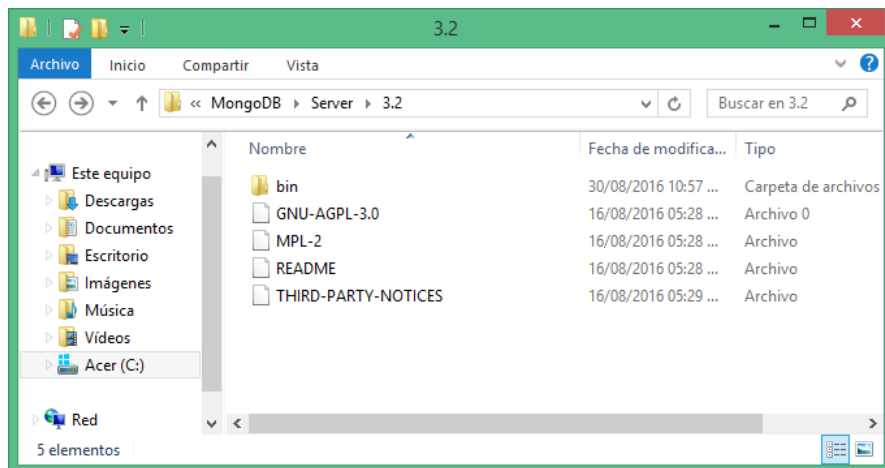 3.2
Archivo Inicio Compartir Vista
« MongoDB Server 3.2 Buscar en 3.2
Nombre Fecha de modifica... Tipo
Este equipo
Descargas
Documentos
Escritorio
Imágenes
Música
Vídeos
Acer (C:)
Red
bin 30/08/2016 10:57 ... Carpeta de archivos
GNU-AGPL-3.0 16/08/2016 05:28 ... Archivo 0
MPL-2 16/08/2016 05:28 ... Archivo
README 16/08/2016 05:28 ... Archivo
THIRD-PARTY-NOTICES 16/08/2016 05:29 ... Archivo
5 elementos